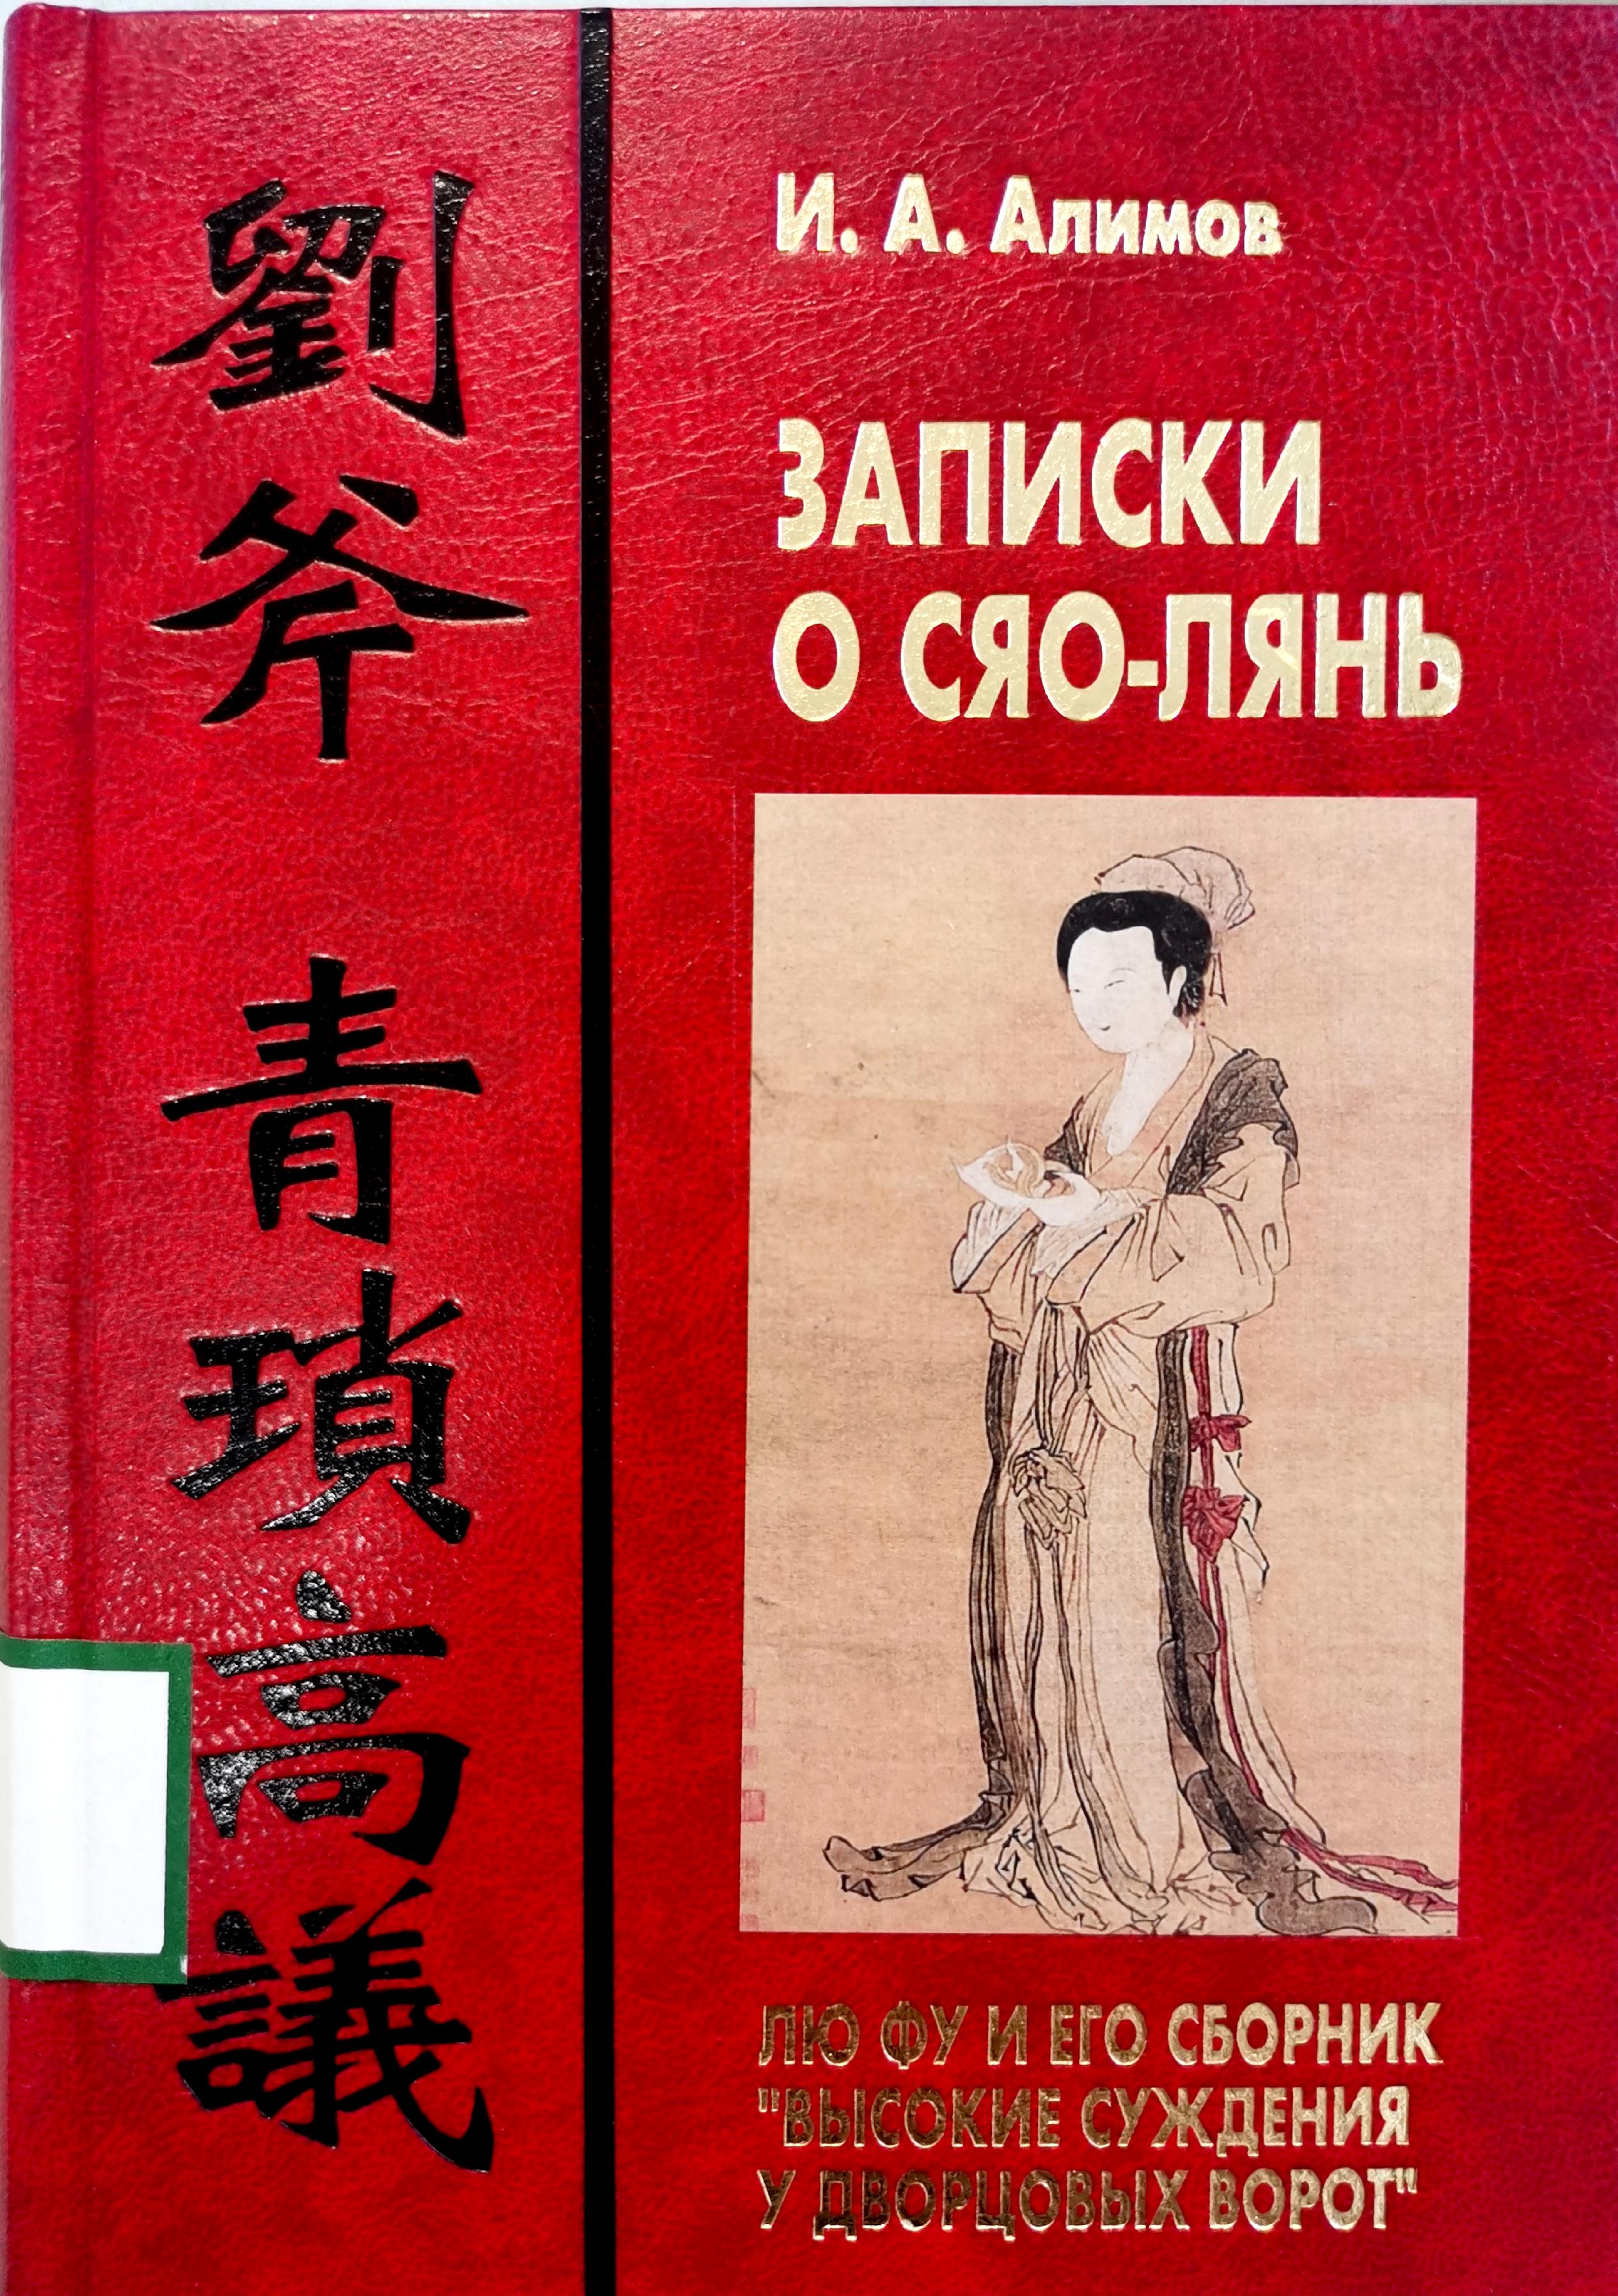 劉斧 青瑣高議
И. А. Алимов
ЗАПИСКИ
О СЯО-ЛЯНЬ
ЛЮ ФУ И ЕГО СБОРНИК
"ВЫСОКИЕ СУЖДЕНИЯ
У ДВОРЦОВЫХ ВОРОТ"